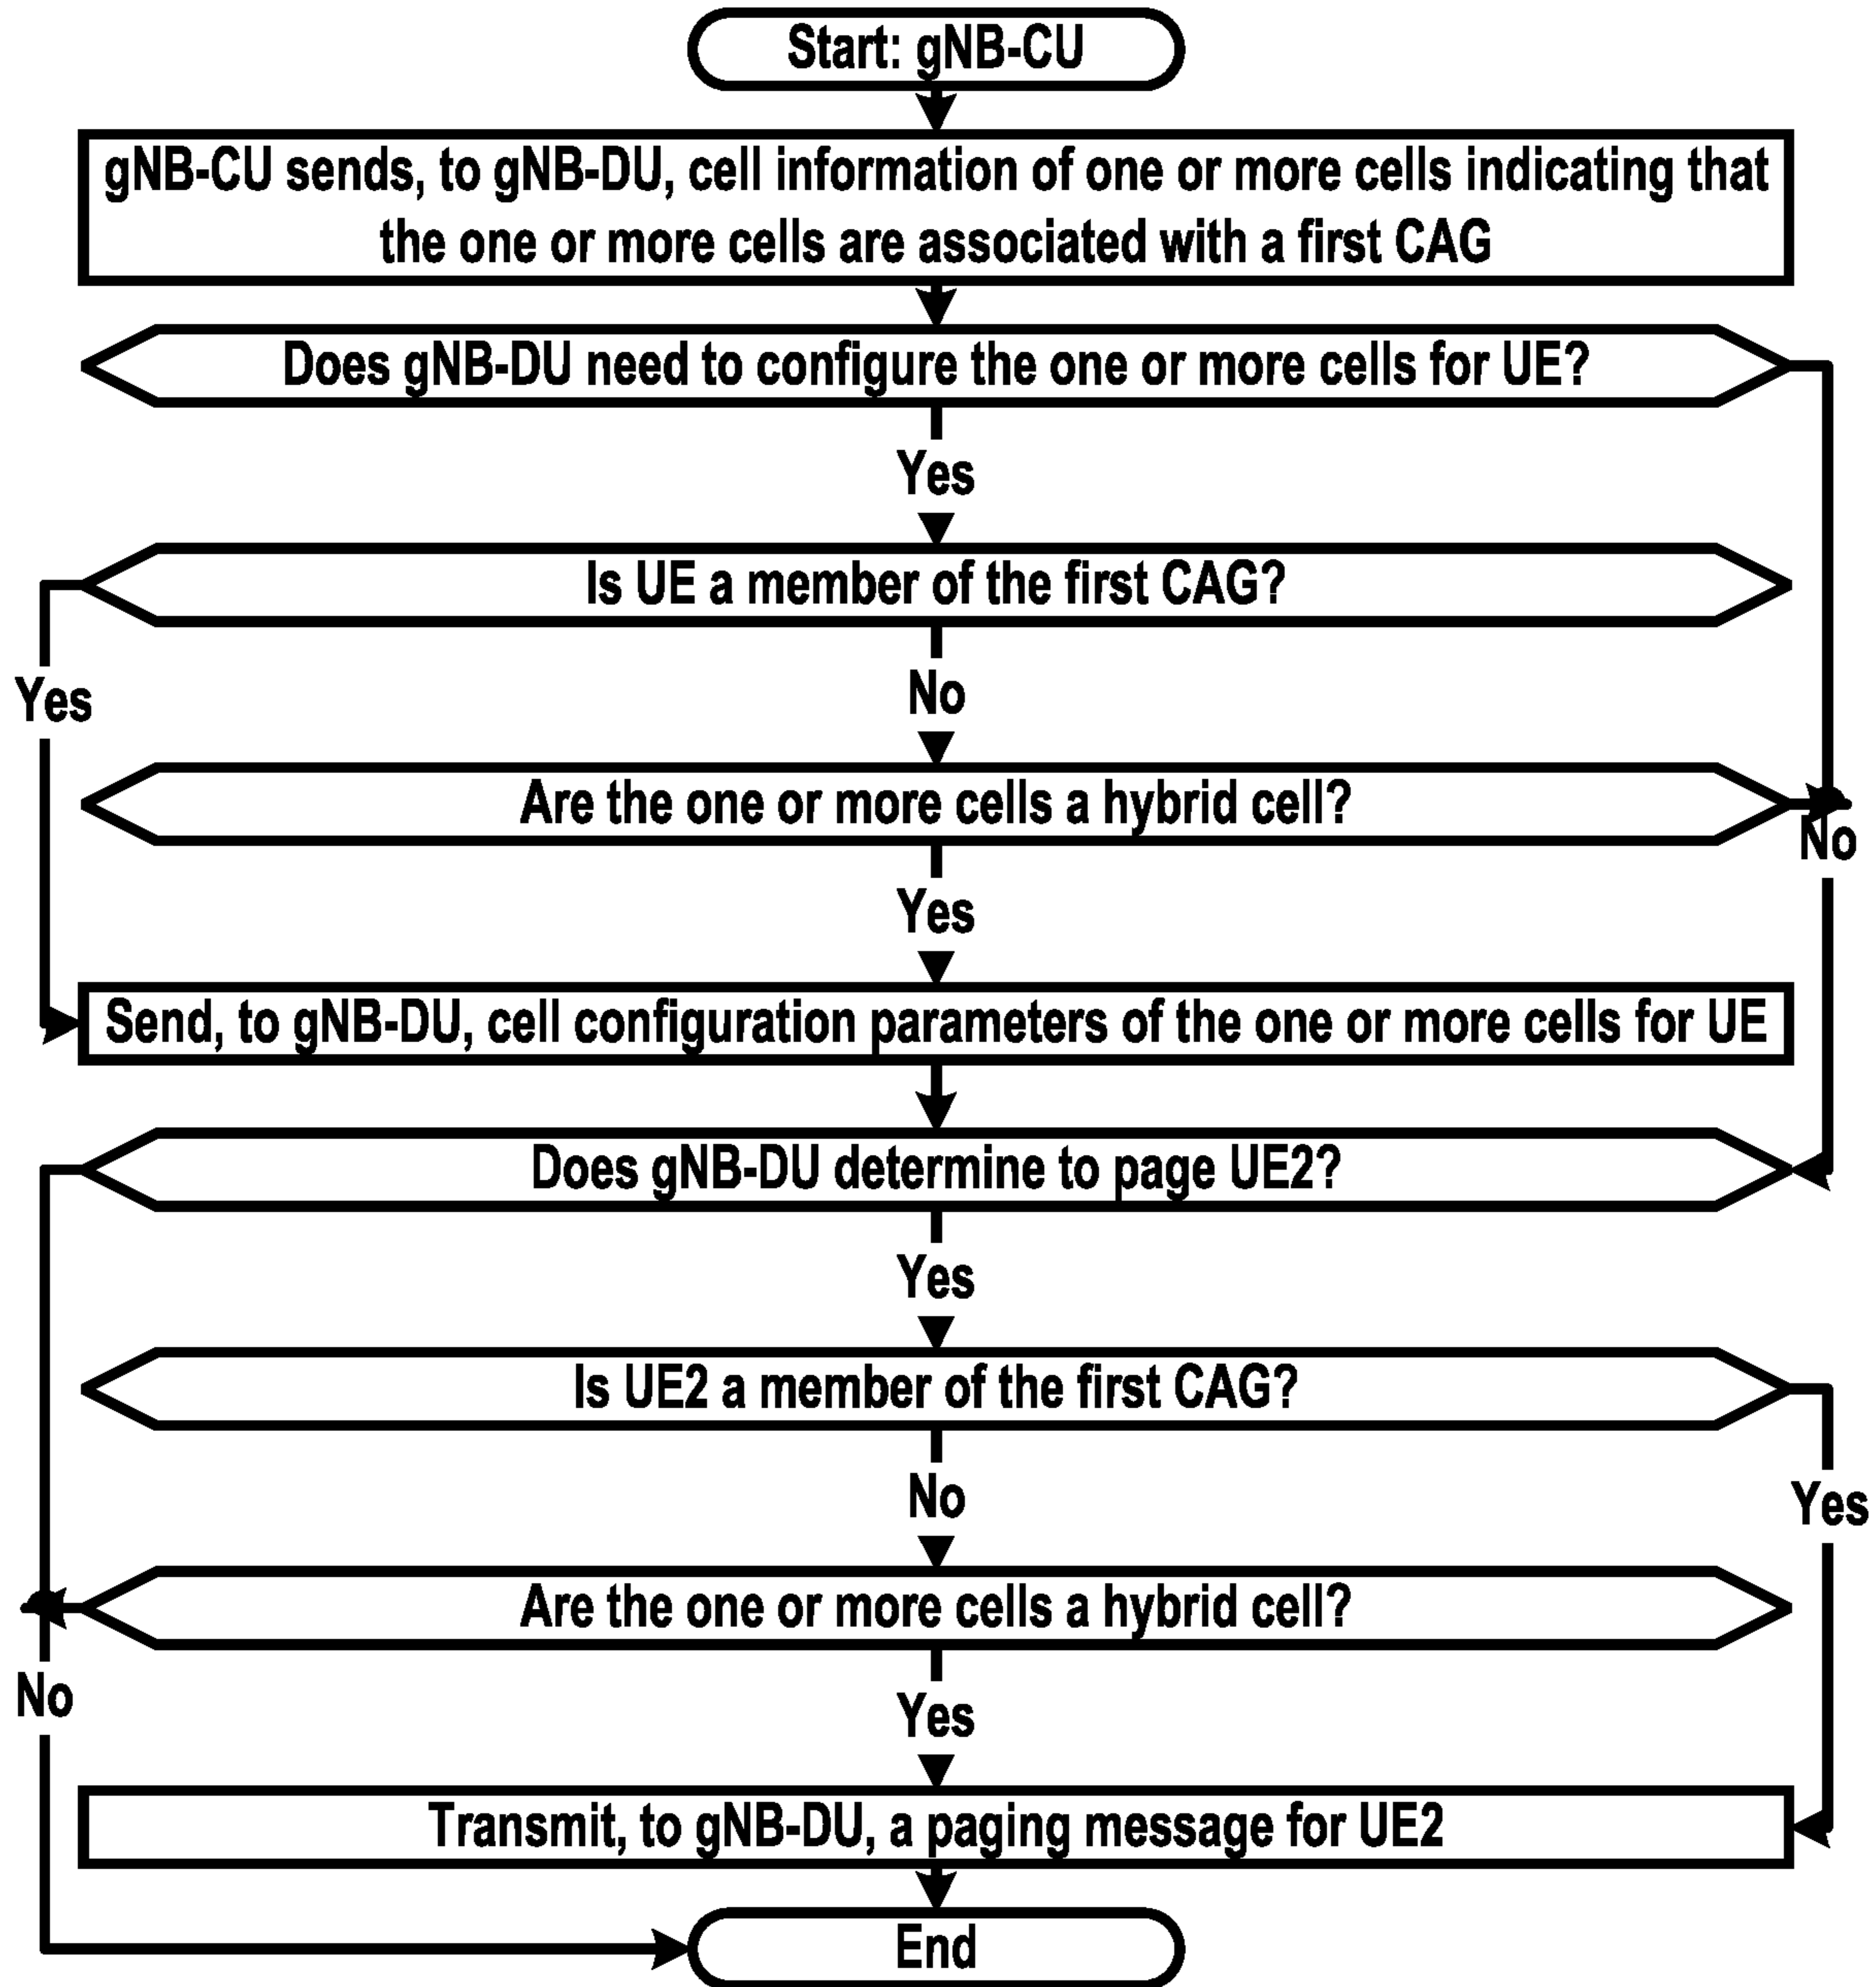 Start: gNB-CU
gNB-CU sends, to gNB-DU, cell information of one or more cells indicating that
the one or more cells are associated with a first CAG
Does gNB-DU need to configure the one or more cells for UE?
Yes
Is UE a member of the first CAG?
Yes
No
Are the one or more cells a hybrid cell?
No
Yes
Send, to gNB-DU, cell configuration parameters of the one or more cells for UE
Does gNB-DU determine to page UE2?
Yes
Is UE2 a member of the first CAG?
No
Yes
Are the one or more cells a hybrid cell?
No
Yes
Transmit, to gNB-DU, a paging message for UE2
End